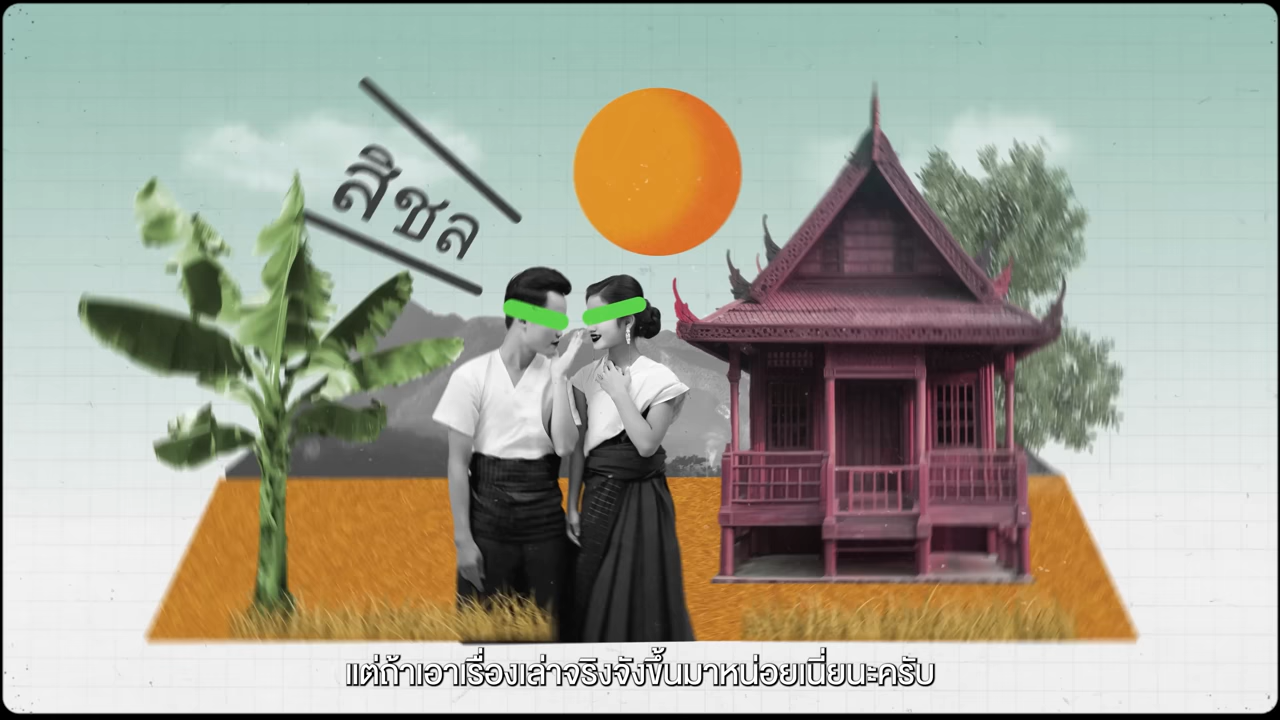 สิชล
แต่ถ้าเอาเรื่องเล่าจริงจังขึ้นมาหน่อยเนี่ยนะครับ